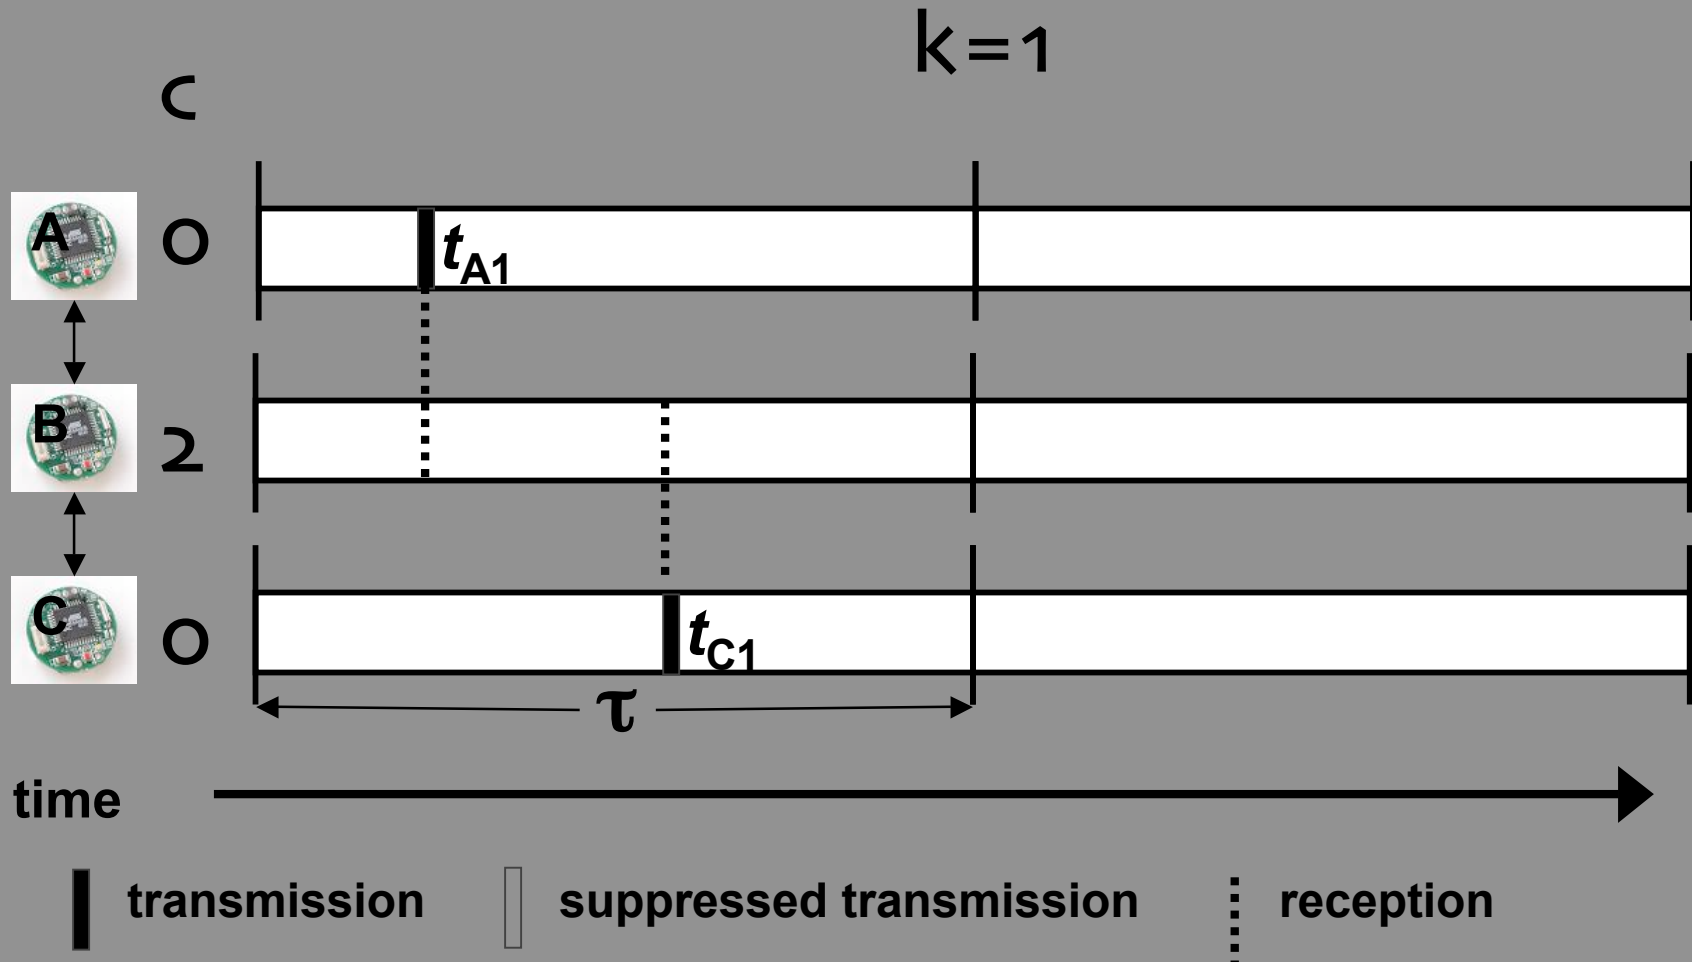 k=1
c
A 0 tA1
B 2
C 0 tC1
τ
time
transmission suppressed transmission reception